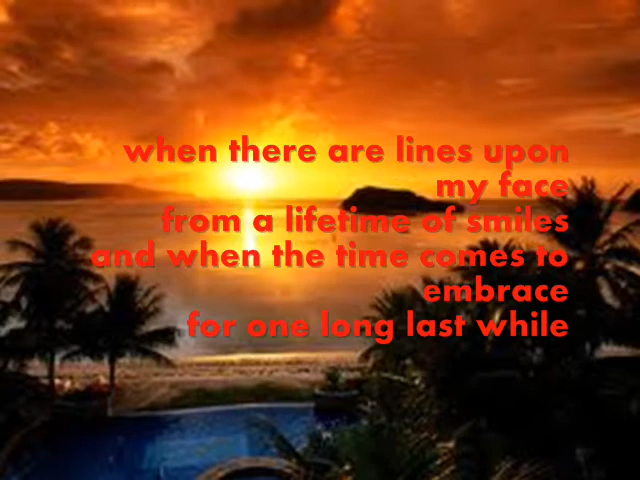 when there are lines upon
my face
from a lifetime of smiles
and when the time comes to
embrace
for one long last while